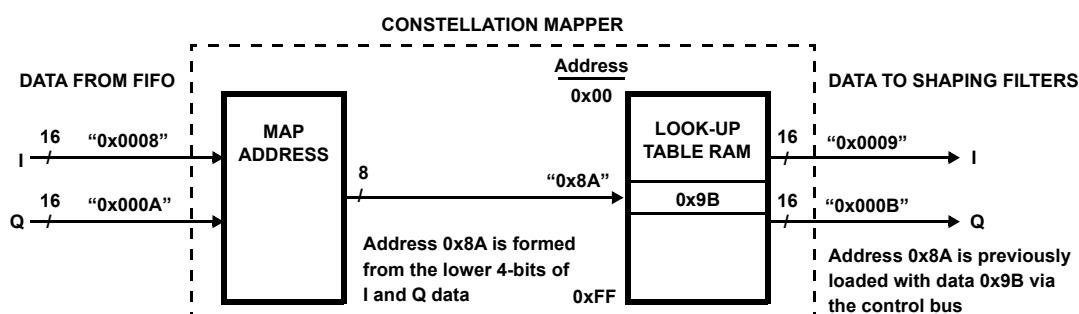 CONSTELLATION MAPPER
DATA FROM FIFO
Address
0x00
DATA TO SHAPING FILTERS
MAP
ADDRESS
LOOK-UP
TABLE RAM
I
16
“0x0008”
16
“0x0009”
I
8
“0x8A”
0x9B
Q
16
“0x000A”
16
“0x000B”
Q
Address 0x8A is formed
from the lower 4-bits of
I and Q data
0xFF
Address 0x8A is previously
loaded with data 0x9B via
the control bus